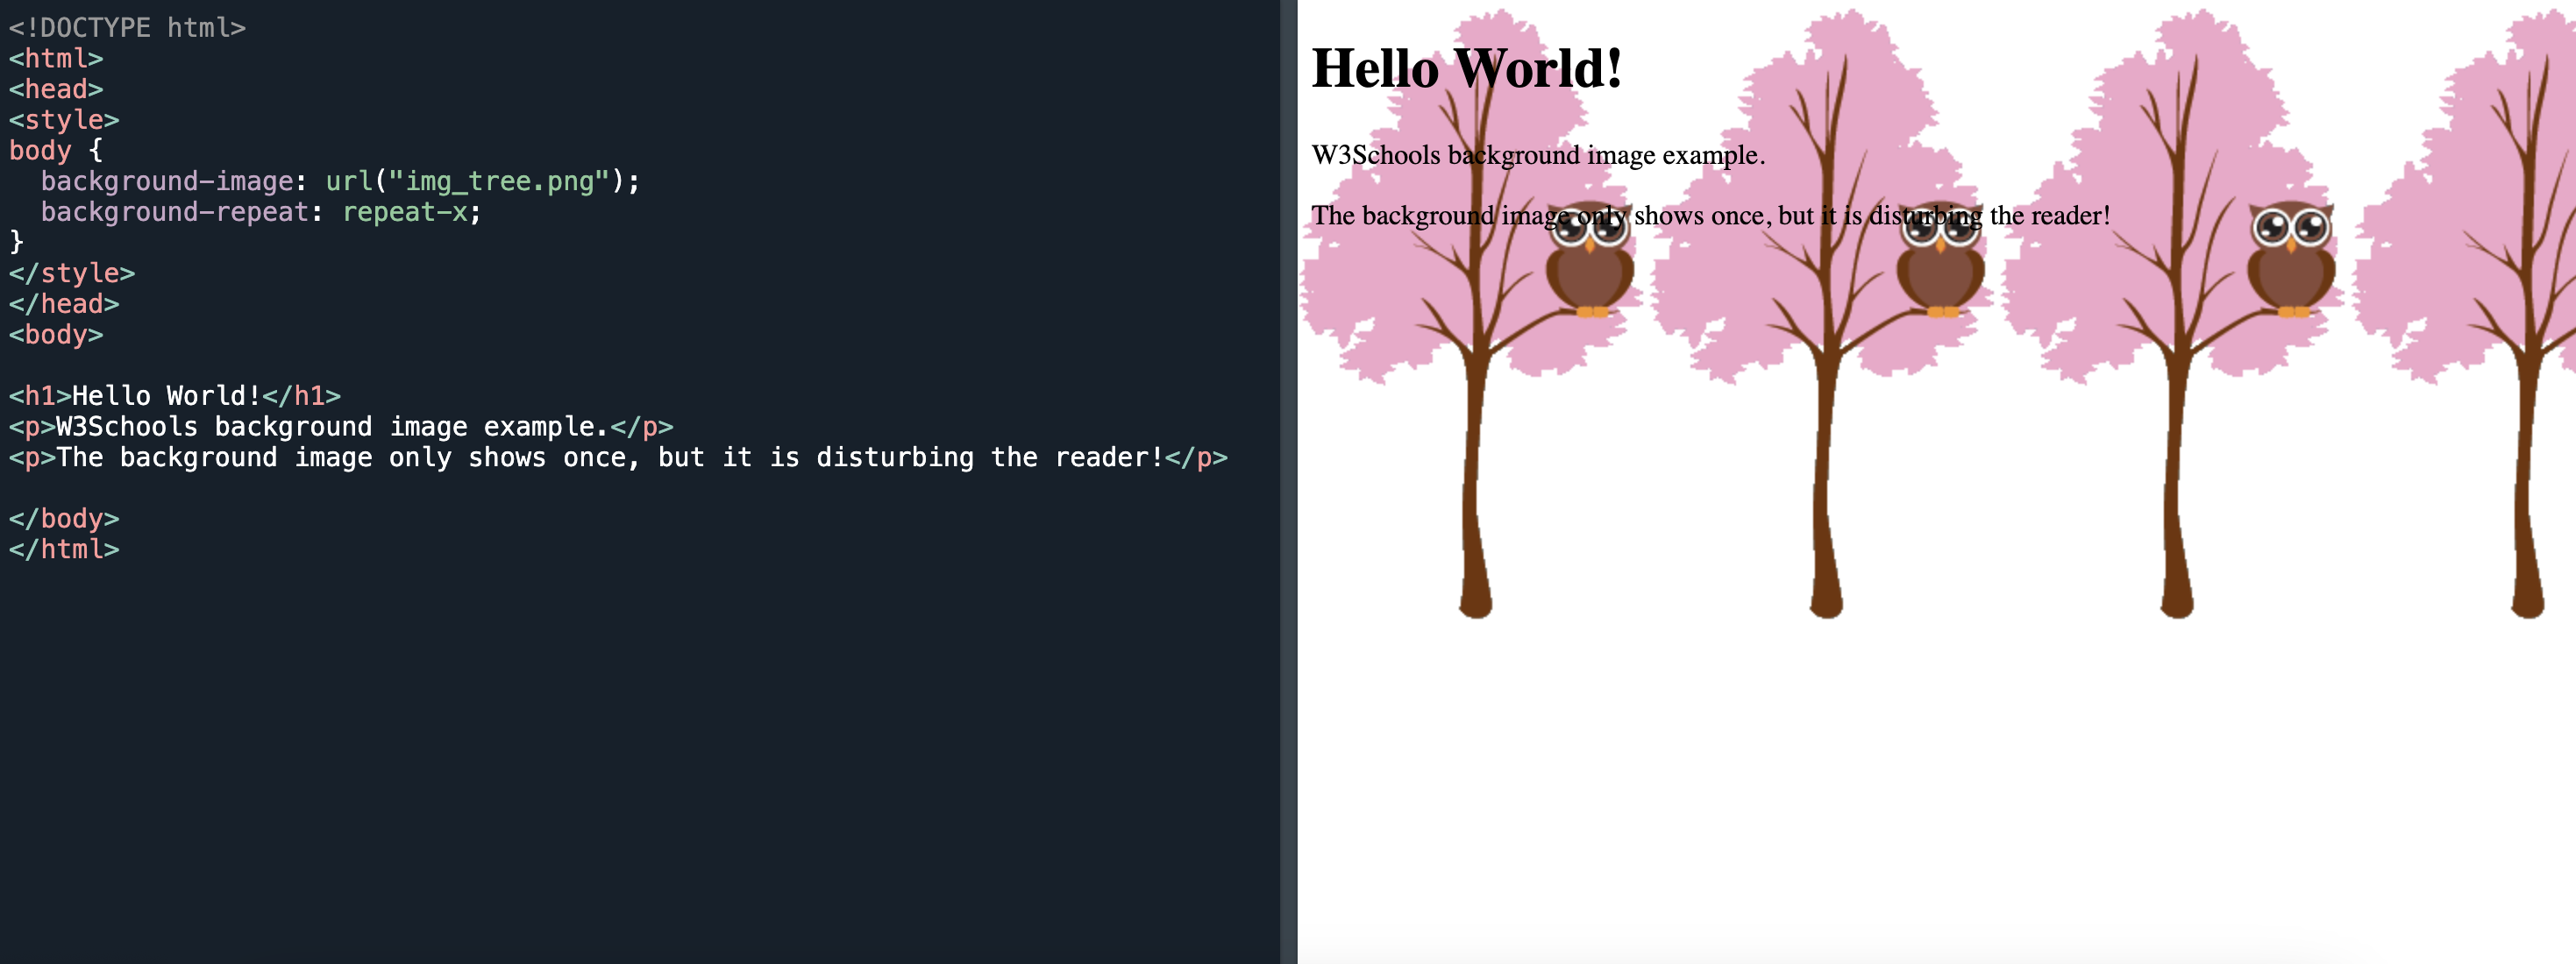 <!DOCTYPE html>
<html>
<head>
<style>
body {
  background-image: url("img_tree.png");
  background-repeat: repeat-x;
}
</style>
</head>
<body>

<h1>Hello World!</h1>
<p>W3Schools background image example.</p>
<p>The background image only shows once, but it is disturbing the reader!</p>

</body>
</html>
Hello World!
W3Schools background image example.
The background image only shows once, but it is disturbing the reader!